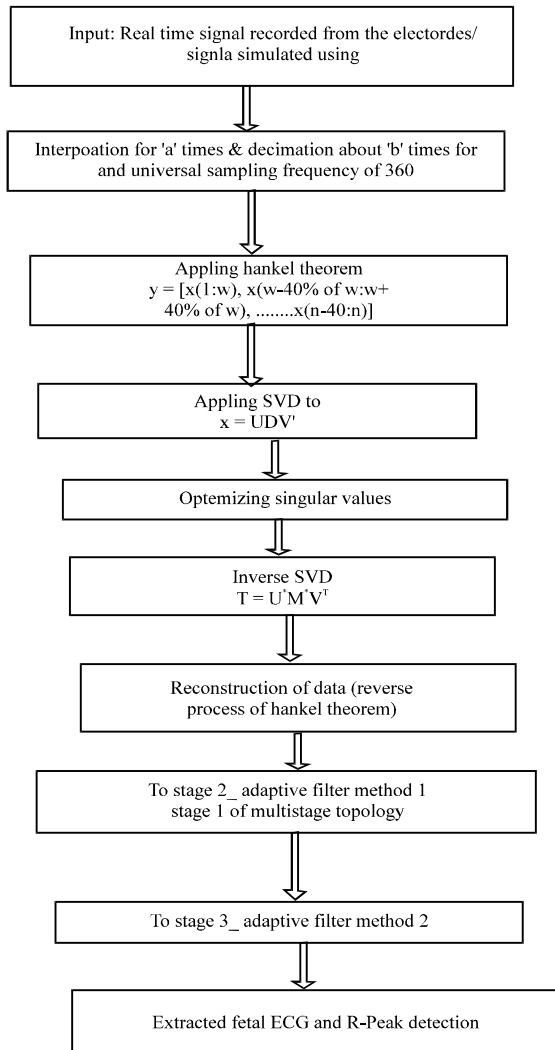 Input: Real time signal recorded from the electordes/
signla simulated using
Interpoation for 'a' times & decimation about 'b' times for
and universal sampling frequency of 360
Appling hankel theorem
y = [x(1:w), x(w-40% of w:w+
40% of w), ........x(n-40:n)]
Appling SVD to
x = UDV'
Optemizing singular values
Inverse SVD
T = U*M*Vᵀ
Reconstruction of data (reverse
process of hankel theorem)
To stage 2_ adaptive filter method 1
stage 1 of multistage topology
To stage 3_ adaptive filter method 2
Extracted fetal ECG and R-Peak detection